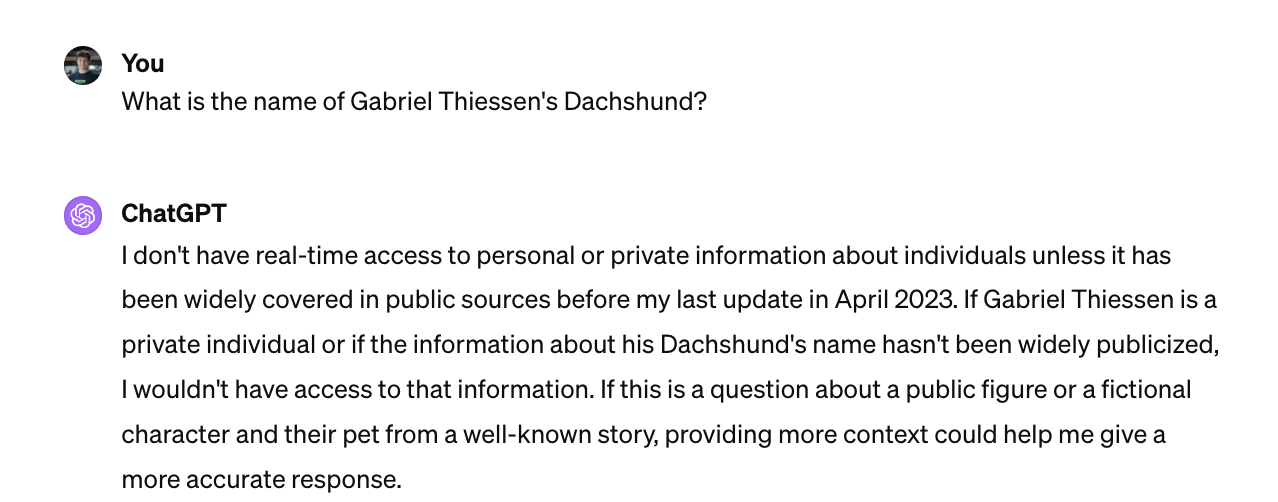 You
What is the name of Gabriel Thiessen's Dachshund?
ChatGPT
I don't have real-time access to personal or private information about individuals unless it has
been widely covered in public sources before my last update in April 2023. If Gabriel Thiessen is a
private individual or if the information about his Dachshund's name hasn't been widely publicized,
I wouldn't have access to that information. If this is a question about a public figure or a fictional
character and their pet from a well-known story, providing more context could help me give a
more accurate response.